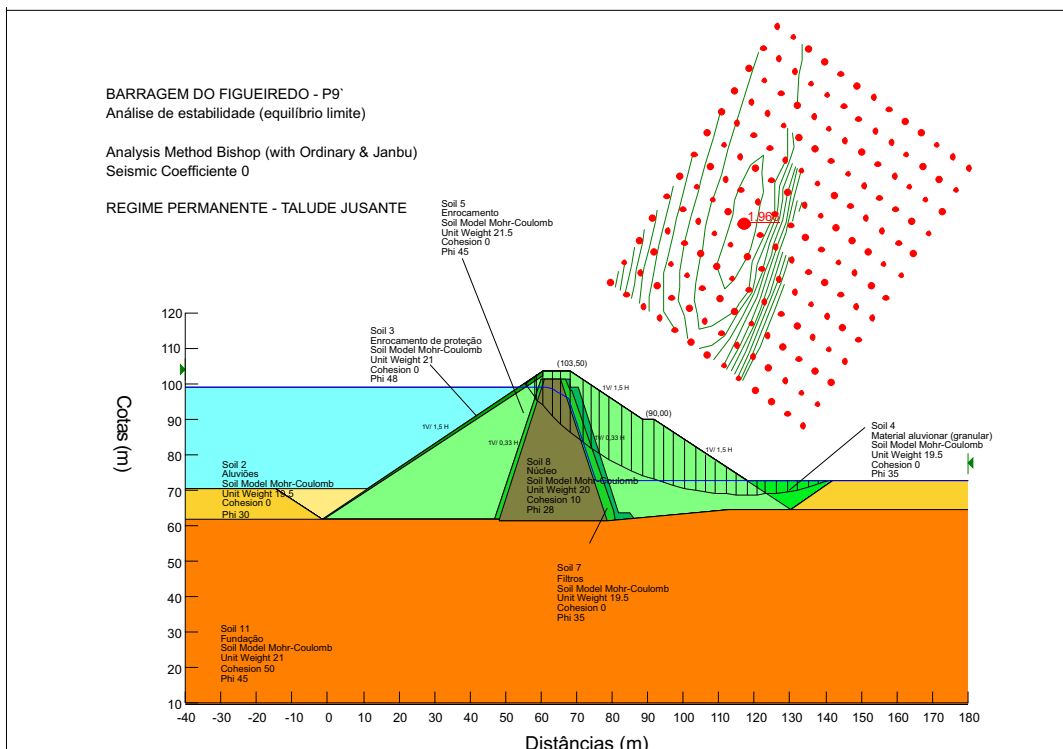 BARRAGEM DO FIGUEIREDO - P9`
Análise de estabilidade (equilíbrio limite)
Analysis Method Bishop (with Ordinary & Janbu)
Seismic Coefficiente 0
REGIME PERMANENTE - TALUDE JUSANTE
Soil 5
Enrocamento
Soil Model Mohr-Coulomb
Unit Weight 21.5
Cohesion 0
Phi 45
Soil 3
Enrocamento de proteção
Soil Model Mohr-Coulomb
Unit Weight 21
Cohesion 0
Phi 48
(103,50)
(90,00)
1V/ 1,5 H
1V/ 1,5 H
1V/ 1,5 H
1V/ 0,33 H
1V/ 0,33 H
Soil 4
Material aluvionar (granular)
Soil Model Mohr-Coulomb
Unit Weight 19.5
Cohesion 0
Phi 35
Soil 2
Aluviões
Soil Model Mohr-Coulomb
Unit Weight 19.5
Cohesion 0
Phi 30
Soil 8
Núcleo
Soil Model Mohr-Coulomb
Unit Weight 20
Cohesion 10
Phi 28
Soil 7
Filtros
Soil Model Mohr-Coulomb
Unit Weight 19.5
Cohesion 0
Phi 35
Soil 11
Fundação
Soil Model Mohr-Coulomb
Unit Weight 21
Cohesion 50
Phi 45
Cotas (m)
120
110
100
90
80
70
60
50
40
30
20
10
-40 -30 -20 -10 0 10 20 30 40 50 60 70 80 90 100 110 120 130 140 150 160 170 180
Distâncias (m)